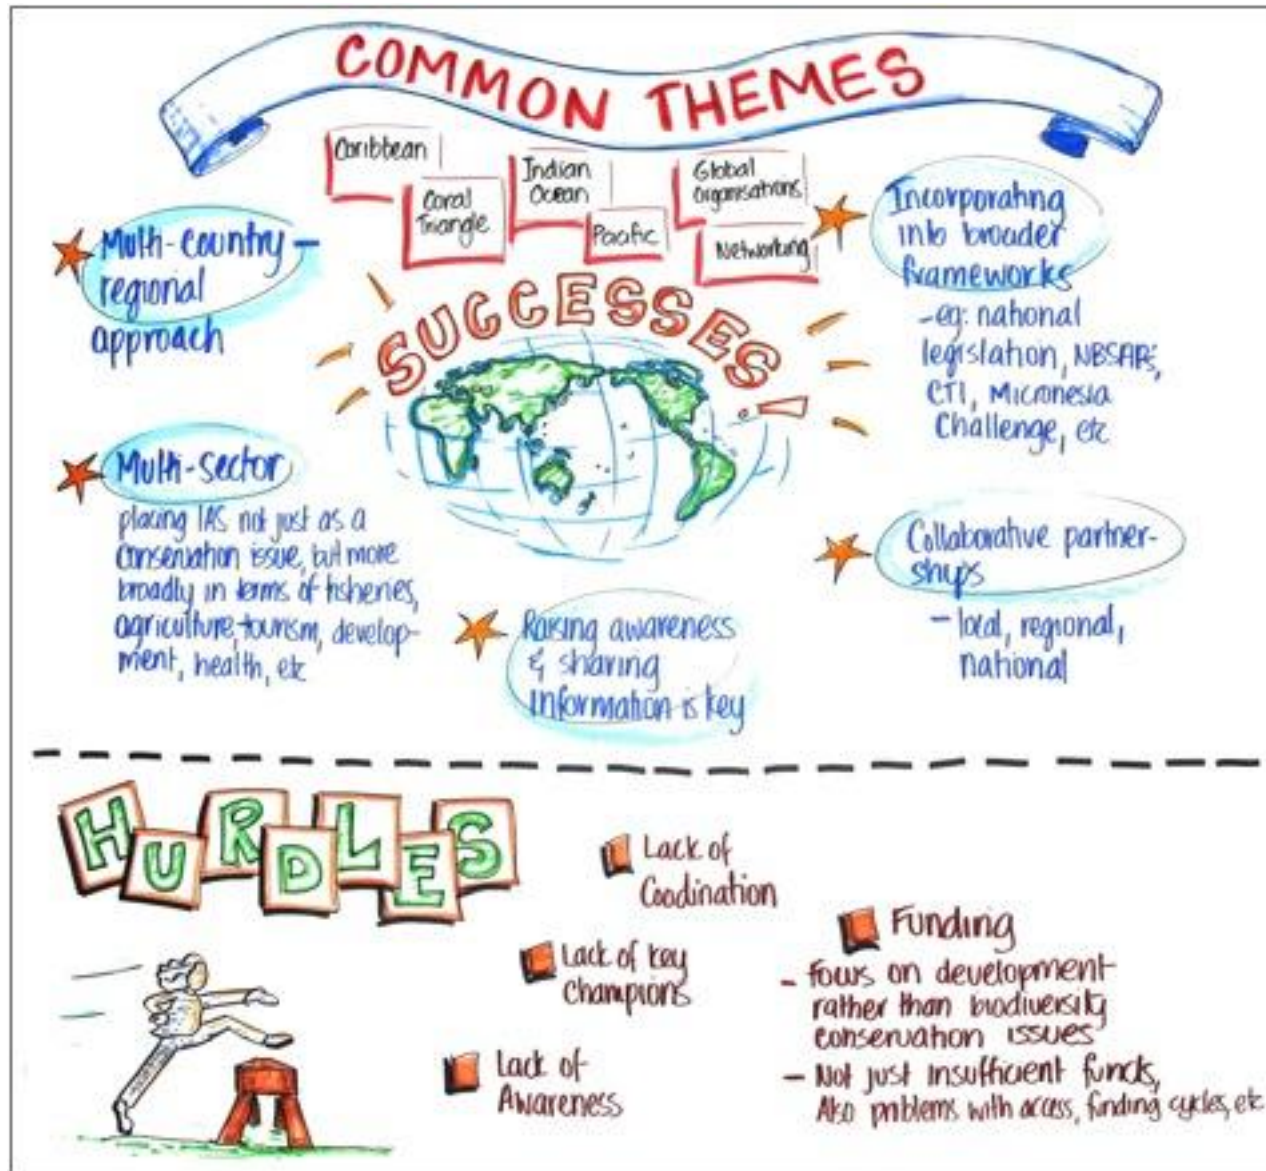 COMMON THEMES
Caribbean
Coral
Triangle
Indian
Ocean
Pacific
Global
Organisations
Networking
SUCCESSES!
Multi-country -
regional
approach
Multi-sector
placing IAS not just as a
conservation issue, but more
broadly in terms of fisheries,
agriculture, tourism, develop-
ment, health, etc
Raising awareness
& sharing
information is key
Incorporating
into broader
frameworks
-eg: national
legislation, NBSAPs,
CTI, Micronesia
Challenge, etc
Collaborative partner-
ships
- local, regional,
national
HURDLES
Lack of
Coodination
Lack of key
champions
Lack of
Awareness
Funding
- Focus on development
rather than biodiversity
conservation issues
- Not just insufficient funds,
Also problems with access, funding cycles, etc